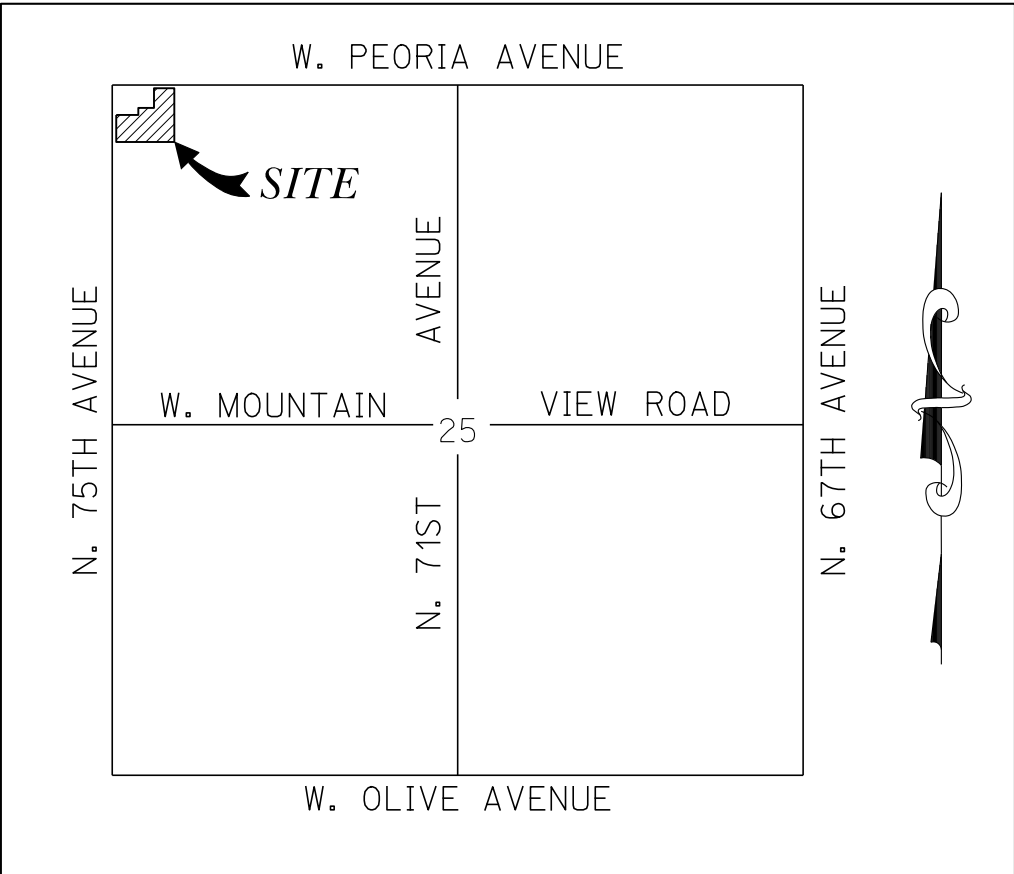 W. PEORIA AVENUE
SITE
N. 75TH AVENUE
N. 71ST AVENUE
W. MOUNTAIN VIEW ROAD
25
N. 67TH AVENUE
W. OLIVE AVENUE